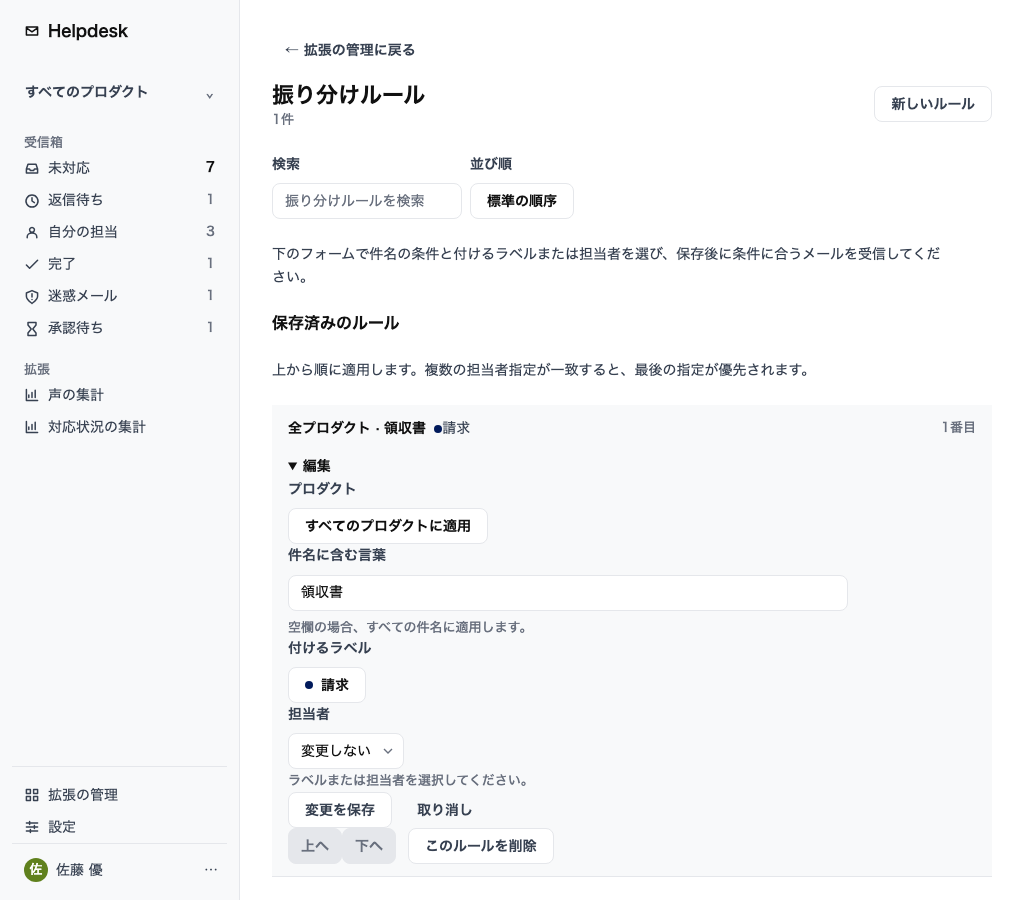 Helpdesk
すべてのプロダクト
受信箱
未対応 7
返信待ち 1
自分の担当 3
完了 1
迷惑メール 1
承認待ち 1
拡張
声の集計
対応状況の集計
拡張の管理
設定
佐 佐藤 優 …
← 拡張の管理に戻る
振り分けルール
1件
新しいルール
検索 並び順
振り分けルールを検索 標準の順序
下のフォームで件名の条件と付けるラベルまたは担当者を選び、保存後に条件に合うメールを受信してくだ
さい。
保存済みのルール
上から順に適用します。複数の担当者指定が一致すると、最後の指定が優先されます。
全プロダクト · 領収書 ●請求 1番目
▼ 編集
プロダクト
すべてのプロダクトに適用
件名に含む言葉
領収書
空欄の場合、すべての件名に適用します。
付けるラベル
● 請求
担当者
変更しない
ラベルまたは担当者を選択してください。
変更を保存 取り消し
上へ 下へ このルールを削除